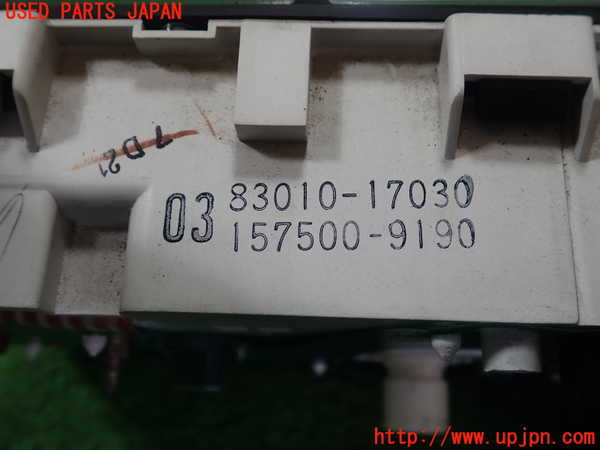 USED PARTS JAPAN
7D21
03 83010-17030
157500-9190
http://www.upjpn.com/